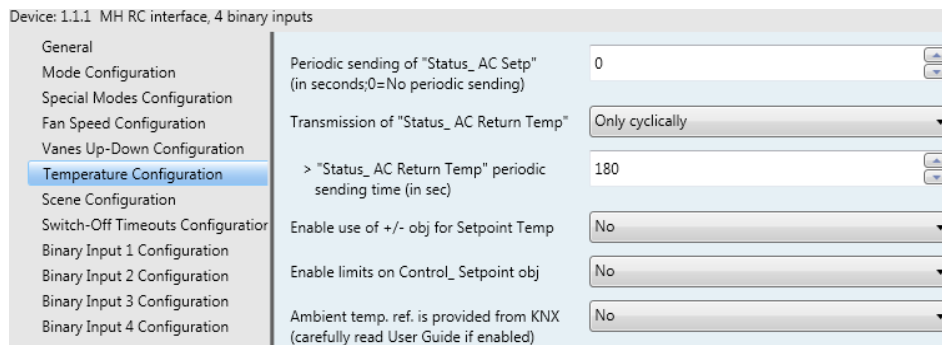 Device: 1.1.1 MH RC interface, 4 binary inputs
General
Mode Configuration
Special Modes Configuration
Fan Speed Configuration
Vanes Up-Down Configuration
Temperature Configuration
Scene Configuration
Switch-Off Timeouts Configuration
Binary Input 1 Configuration
Binary Input 2 Configuration
Binary Input 3 Configuration
Binary Input 4 Configuration
Periodic sending of "Status_ AC Setp"
(in seconds;0=No periodic sending)
0
Transmission of "Status_ AC Return Temp"
Only cyclically
> "Status_ AC Return Temp" periodic
sending time (in sec)
180
Enable use of +/- obj for Setpoint Temp
No
Enable limits on Control_ Setpoint obj
No
Ambient temp. ref. is provided from KNX
(carefully read User Guide if enabled)
No